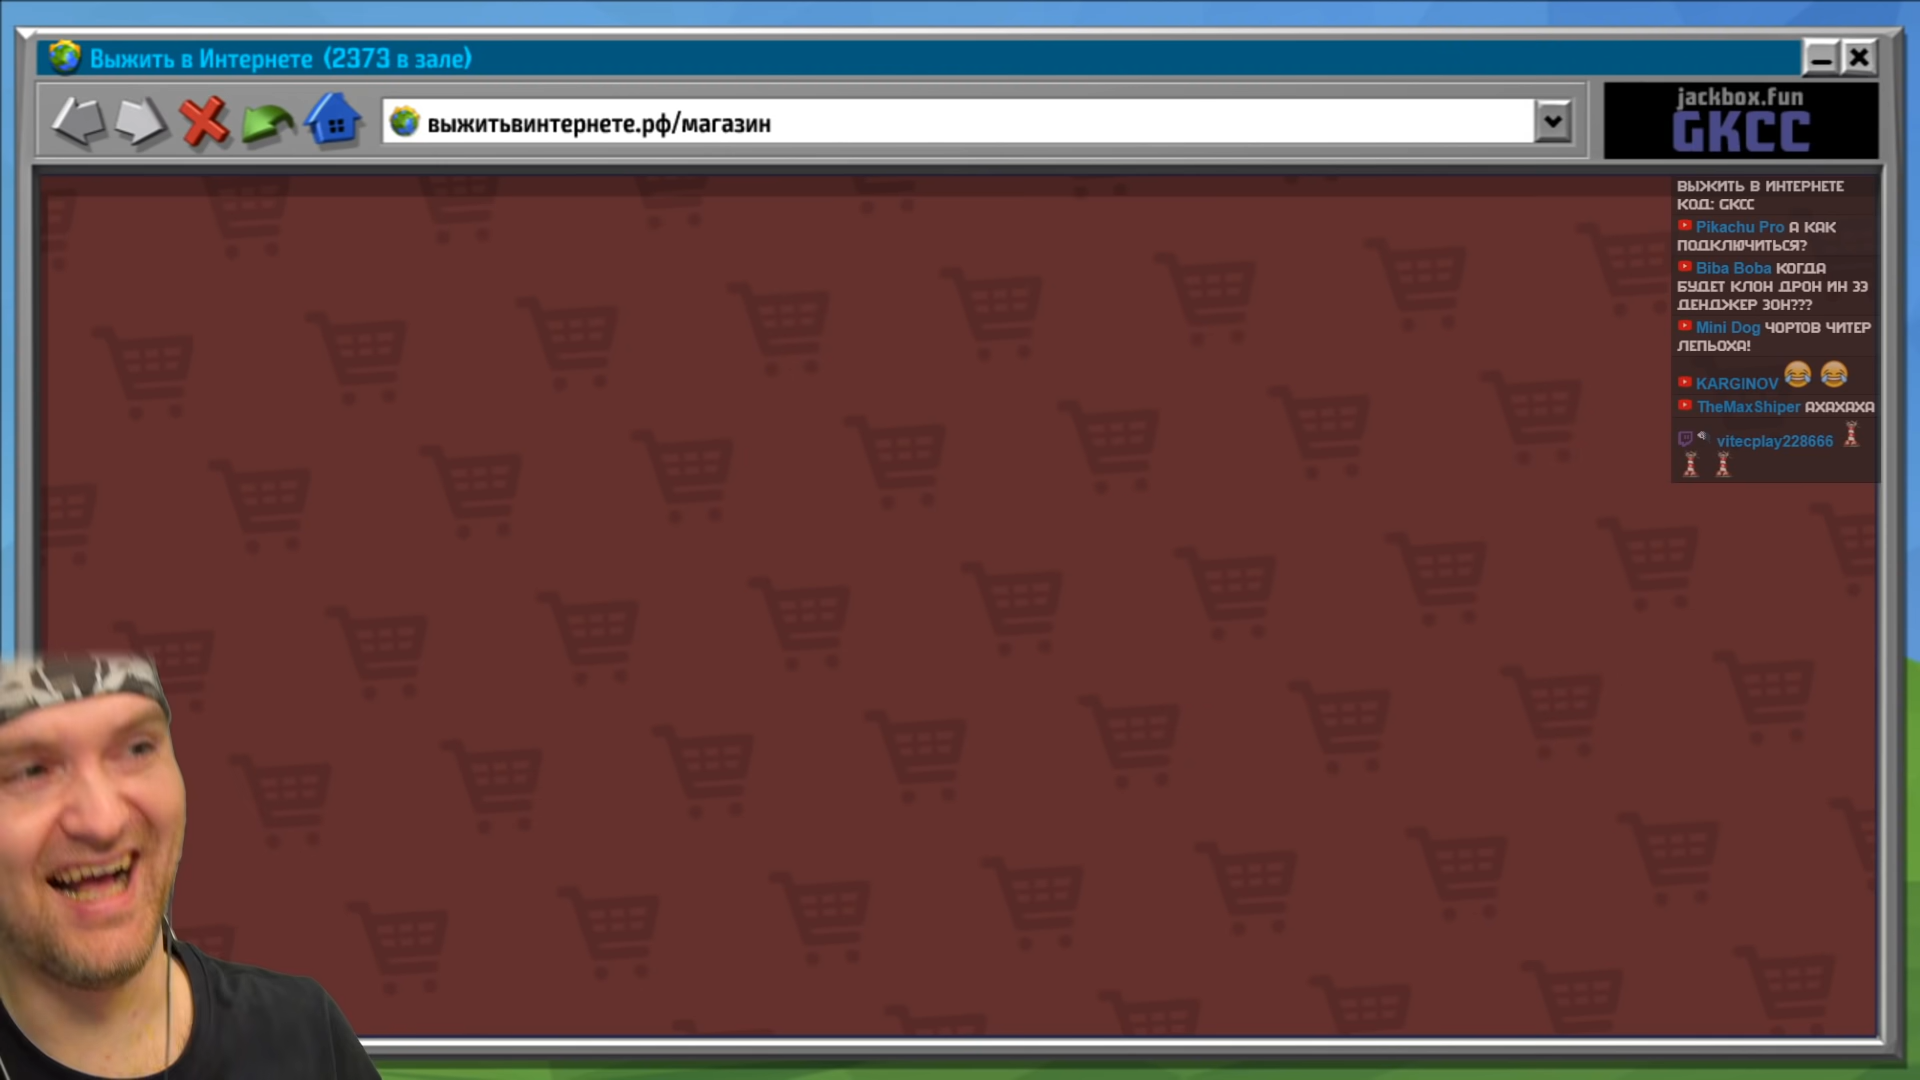 Выжить в Интернете (2373 в зале)
выжитьвинтернете.рф/магазин
jackbox.fun
GKCC
ВЫЖИТЬ В ИНТЕРНЕТЕ
КОД: GKCC
Pikachu Pro А КАК
ПОДКЛЮЧИТЬСЯ?
Biba Boba КОГДА
БУДЕТ КЛОН ДРОН ИН ЗЭ
ДЕНДЖЕР ЗОН???
Mini Dog ЧОРТОВ ЧИТЕР
ЛЕПЬОХА!
KARGINOV
TheMaxShiper АХАХАХА
vitecplay228666